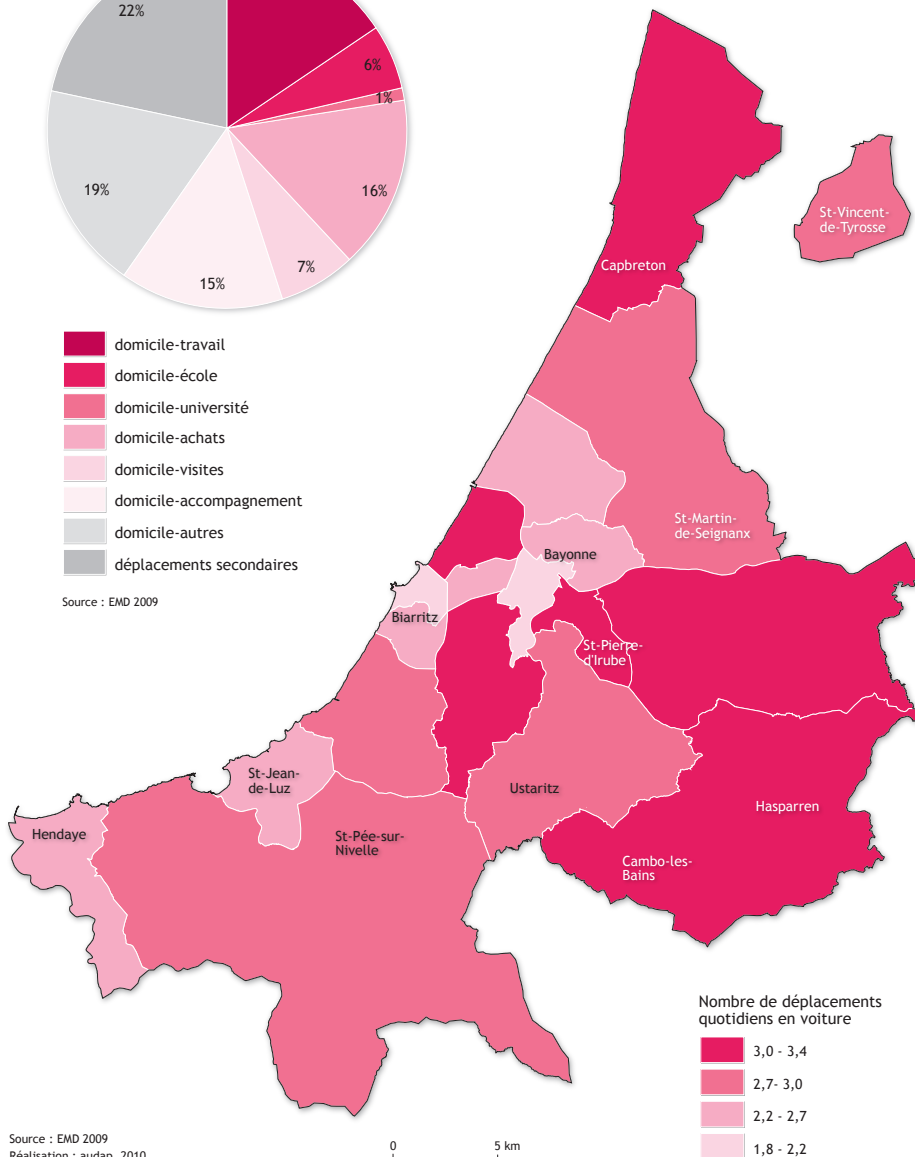 22%
6%
1%
16%
19%
7%
15%
domicile-travail
domicile-école
domicile-université
domicile-achats
domicile-visites
domicile-accompagnement
domicile-autres
déplacements secondaires
Source : EMD 2009
St-Vincent-
de-Tyrosse
Capbreton
St-Martin-
de-Seignanx
Bayonne
Biarritz
St-Pierre-
d'Irube
St-Jean-
de-Luz
Ustaritz
Hasparren
Hendaye
St-Pée-sur-
Nivelle
Cambo-les-
Bains
Nombre de déplacements
quotidiens en voiture
3,0 - 3,4
2,7- 3,0
2,2 - 2,7
1,8 - 2,2
Source : EMD 2009
Réalisation : audap, 2010
0 5 km